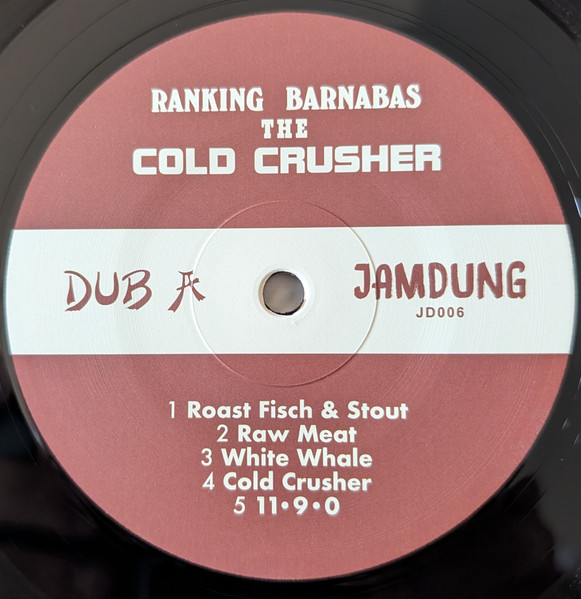 RANKING BARNABAS
THE
COLD CRUSHER
DUB A
JAMDUNG
JD006
1 Roast Fisch & Stout
2 Raw Meat
3 White Whale
4 Cold Crusher
5 11•9•0